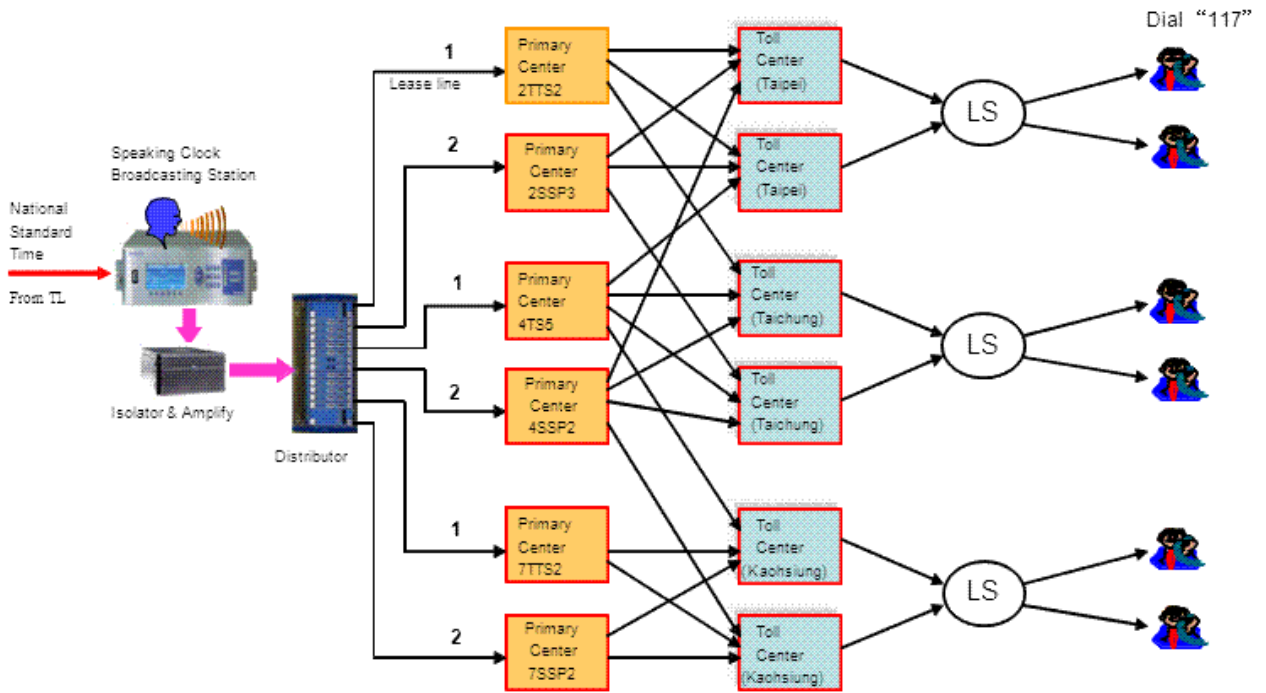 Dial “117”
Speaking Clock
Broadcasting Station
National
Standard
Time
From TL
Isolator & Amplify
Distributor
1
Lease line
2
1
2
1
2
Primary
Center
2TTS2
Primary
Center
2SSP3
Primary
Center
4TS5
Primary
Center
4SSP2
Primary
Center
7TTS2
Primary
Center
7SSP2
Toll
Center
(Taipei)
Toll
Center
(Taipei)
Toll
Center
(Taichung)
Toll
Center
(Taichung)
Toll
Center
(Kaohsiung)
Toll
Center
(Kaohsiung)
LS
LS
LS